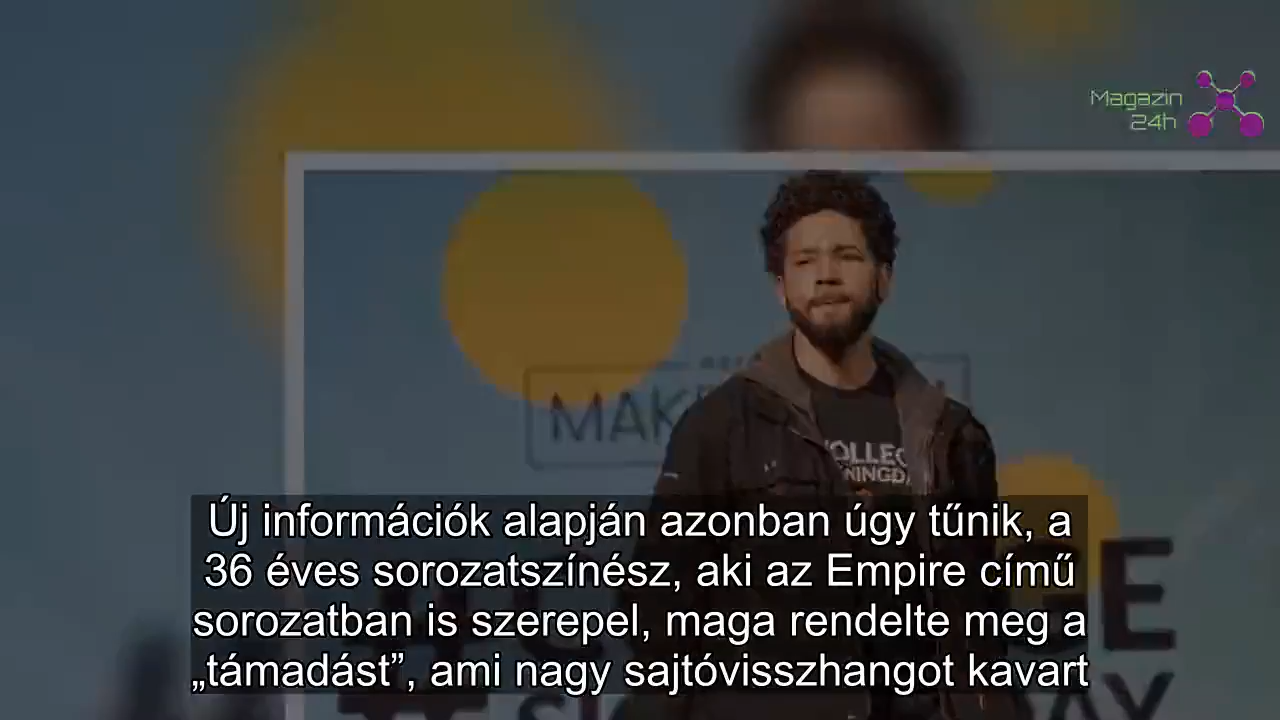 Magazin
24h
Új információk alapján azonban úgy tűnik, a
36 éves sorozatszínész, aki az Empire című
sorozatban is szerepel, maga rendelte meg a
„támadást”, ami nagy sajtóvisszhangot kavart